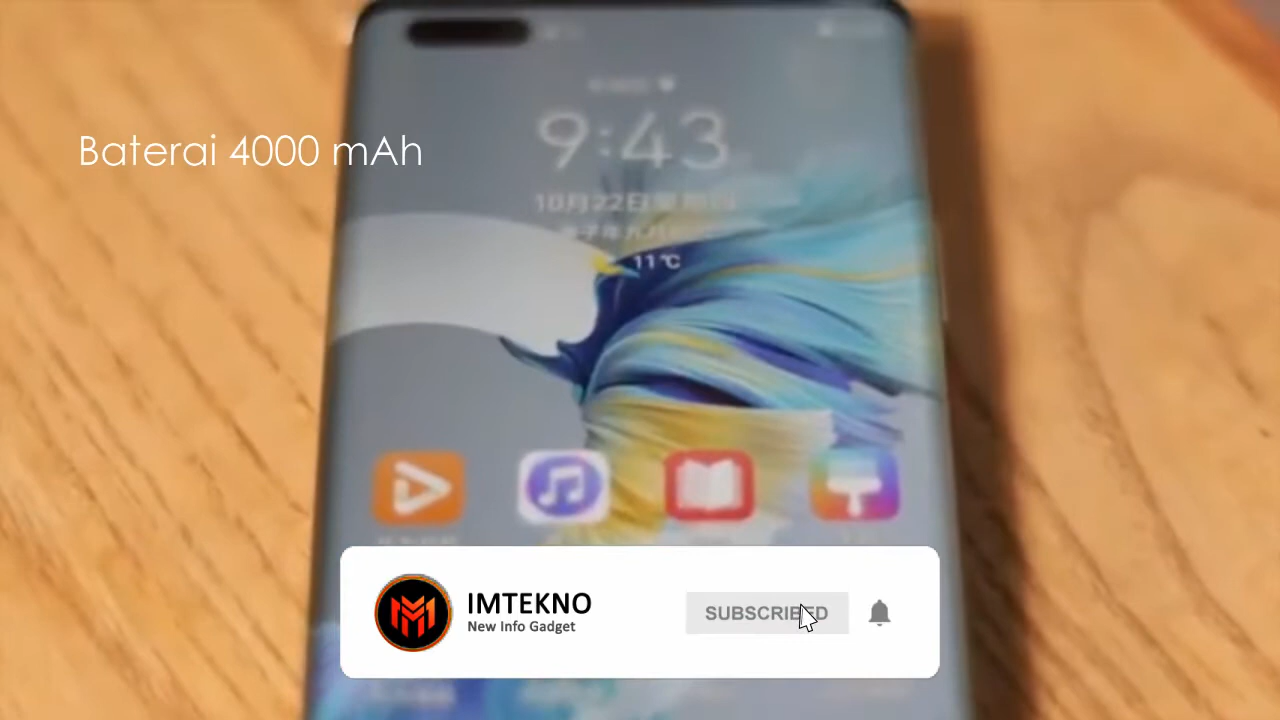 Baterai 4000 mAh
9:43
11℃
IMTEKNO
New Info Gadget
SUBSCRIBED